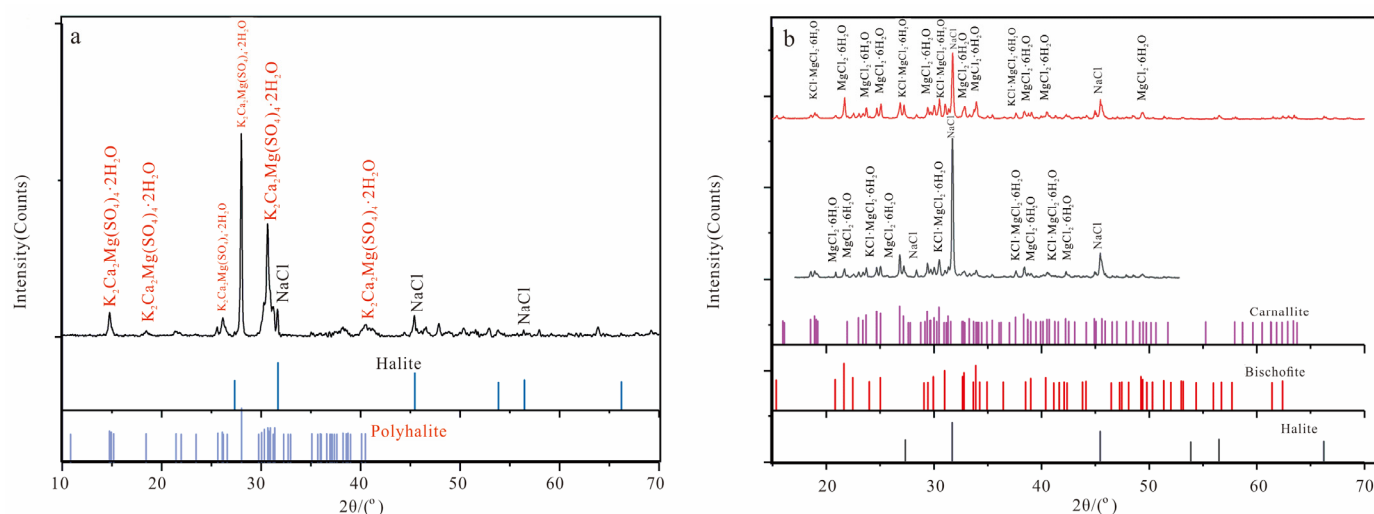 a
Intensity(Counts)
K₂Ca₂Mg(SO₄)₄·2H₂O
K₂Ca₂Mg(SO₄)₄·2H₂O
K₂Ca₂Mg(SO₄)₄·2H₂O
K₂Ca₂Mg(SO₄)₄·2H₂O
K₂Ca₂Mg(SO₄)₄·2H₂O
NaCl
K₂Ca₂Mg(SO₄)₄·2H₂O
NaCl
NaCl
Halite
Polyhalite
10 20 30 40 50 60 70
2θ/(°)
b
Intensity(Counts)
KCl·MgCl₂·6H₂O
MgCl₂·6H₂O
MgCl₂·6H₂O
MgCl₂·6H₂O
KCl·MgCl₂·6H₂O
MgCl₂·6H₂O
KCl·MgCl₂·6H₂O
NaCl
MgCl₂·6H₂O
MgCl₂·6H₂O
KCl·MgCl₂·6H₂O
MgCl₂·6H₂O
MgCl₂·6H₂O
NaCl
MgCl₂·6H₂O
MgCl₂·6H₂O
MgCl₂·6H₂O
KCl·MgCl₂·6H₂O
MgCl₂·6H₂O
NaCl
KCl·MgCl₂·6H₂O
NaCl
KCl·MgCl₂·6H₂O
MgCl₂·6H₂O
KCl·MgCl₂·6H₂O
MgCl₂·6H₂O
NaCl
Carnallite
Bischofite
Halite
20 30 40 50 60 70
2θ/(°)